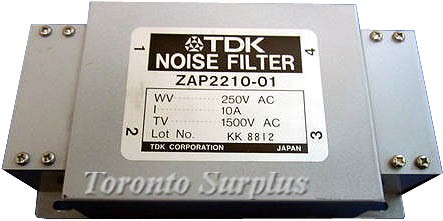 1 TDK 4
NOISE FILTER
ZAP2210-01
WV 250V AC
I 10A
TV 1500V AC
2 Lot No. KK 8812 3
TDK CORPORATION JAPAN
Toronto Surplus